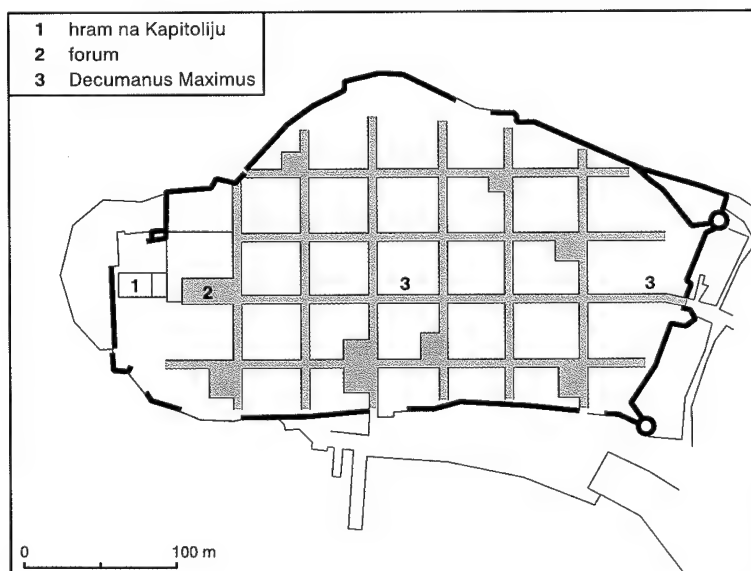 1 hram na Kapitoliju
2 forum
3 Decumanus Maximus
1
2
3
3
0 100 m